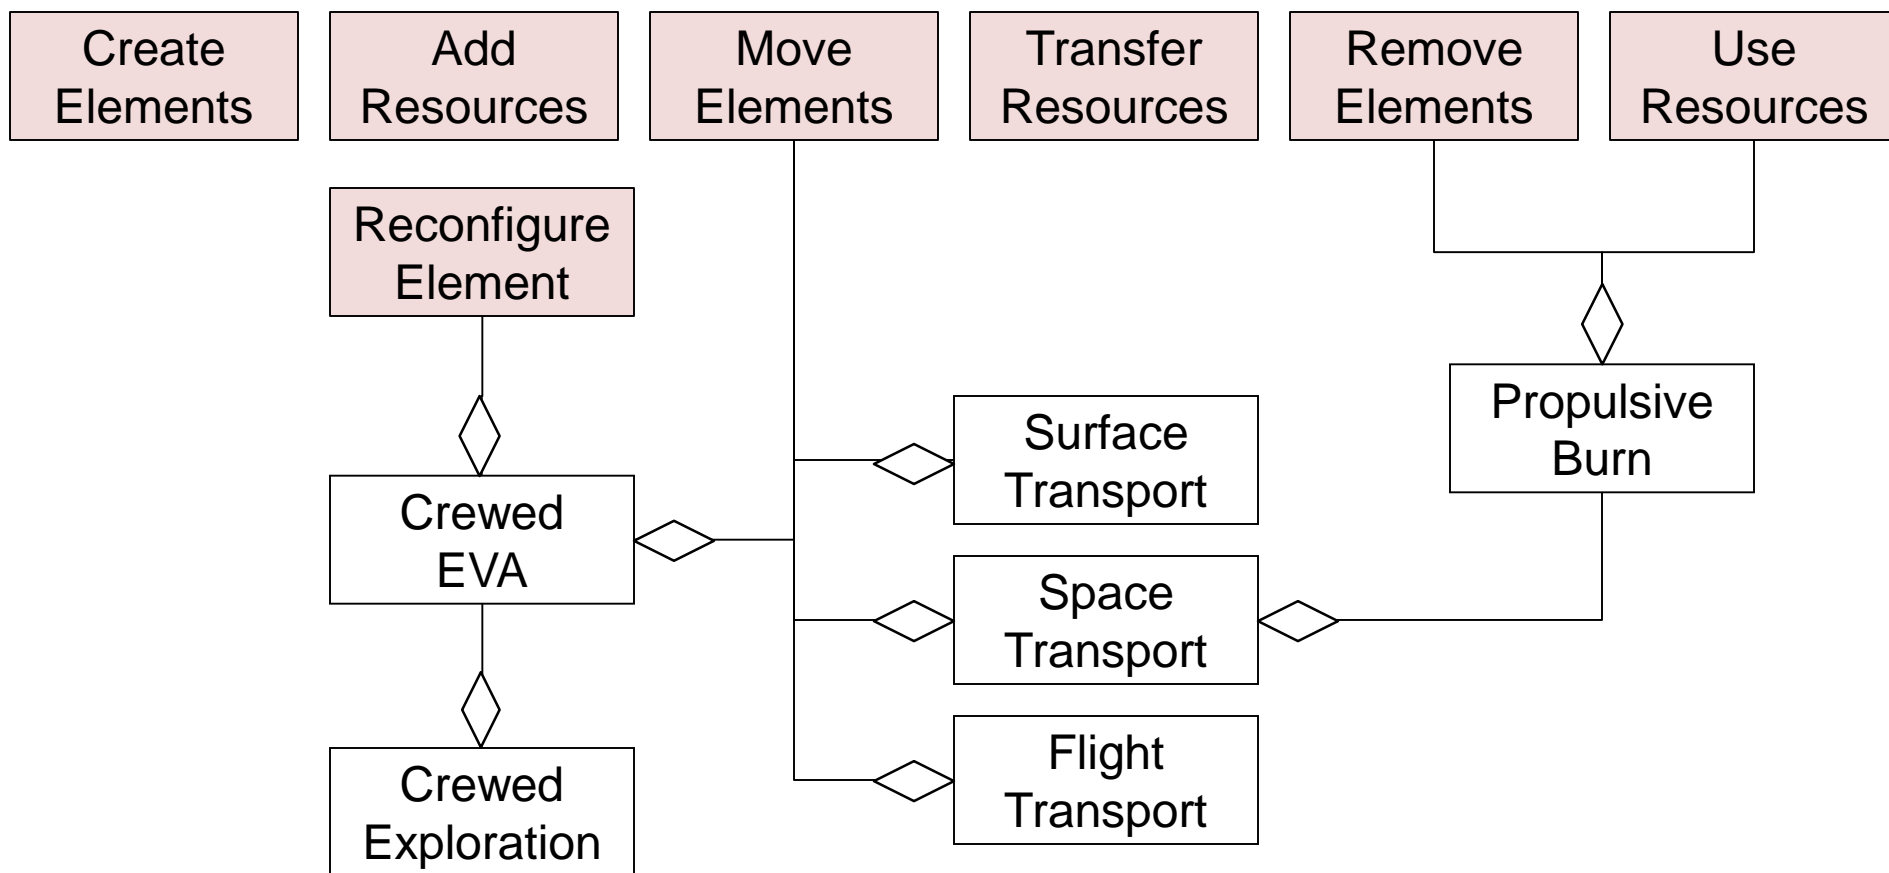 Create
Elements
Add
Resources
Move
Elements
Transfer
Resources
Remove
Elements
Use
Resources
Reconfigure
Element
Crewed
EVA
Crewed
Exploration
Surface
Transport
Space
Transport
Flight
Transport
Propulsive
Burn